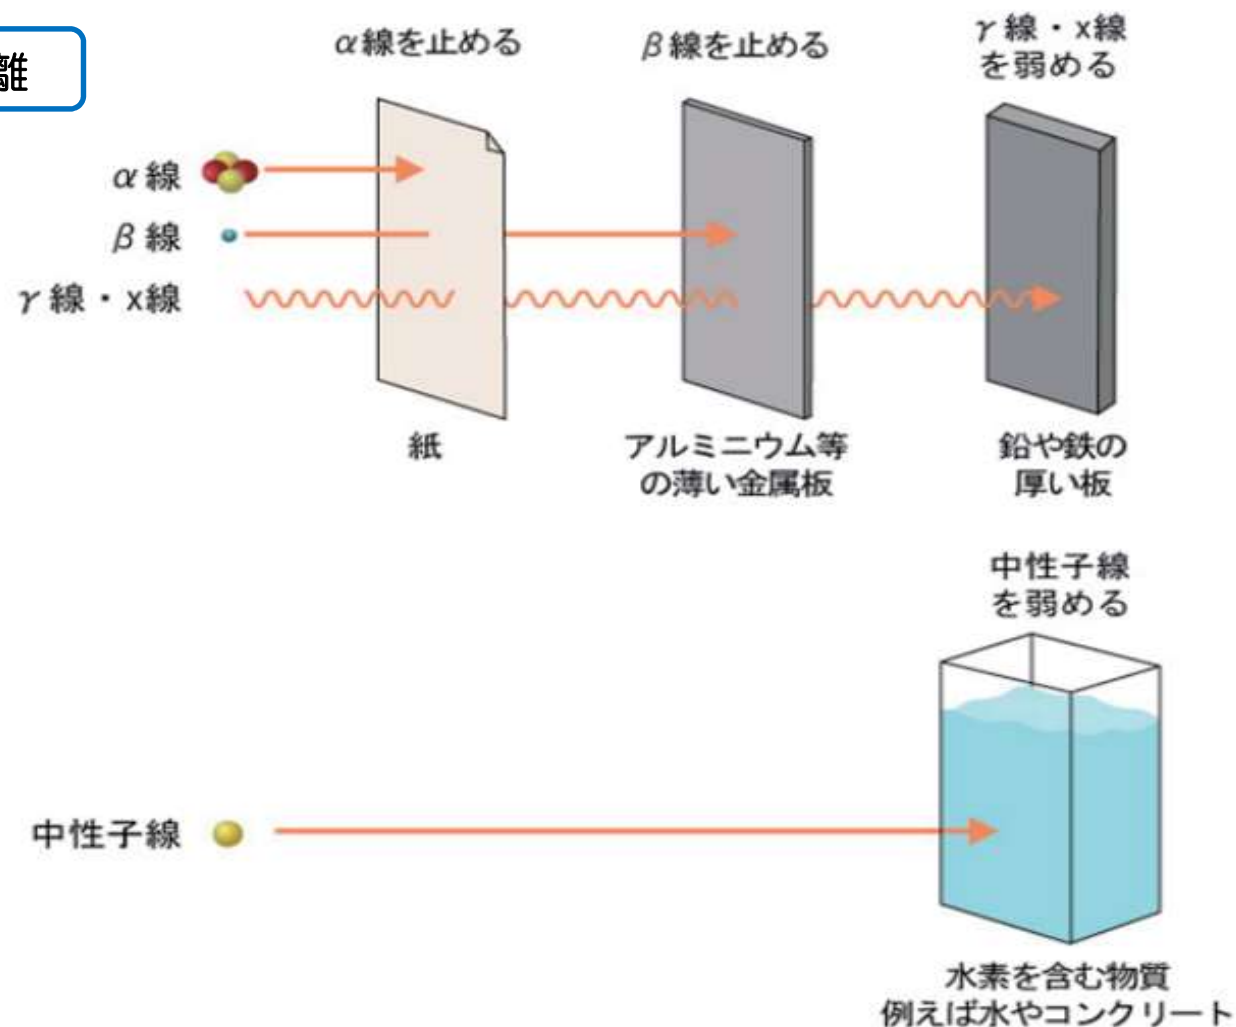 離
α線を止める
β線を止める
γ線・x線
を弱める
α線
β線
γ線・x線
紙
アルミニウム等
の薄い金属板
鉛や鉄の
厚い板
中性子線
を弱める
中性子線
水素を含む物質
例えば水やコンクリート